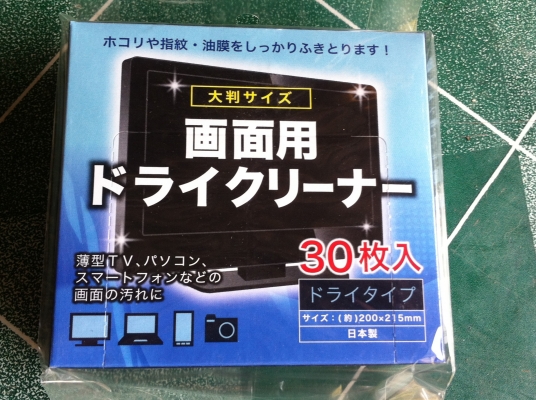 ホコリや指紋・油膜をしっかりふきとります！
大判サイズ
画面用
ドライクリーナー
30枚入
薄型TV、パソコン、
スマートフォンなどの
画面の汚れに
ドライタイプ
サイズ：(約)200×215mm
日本製